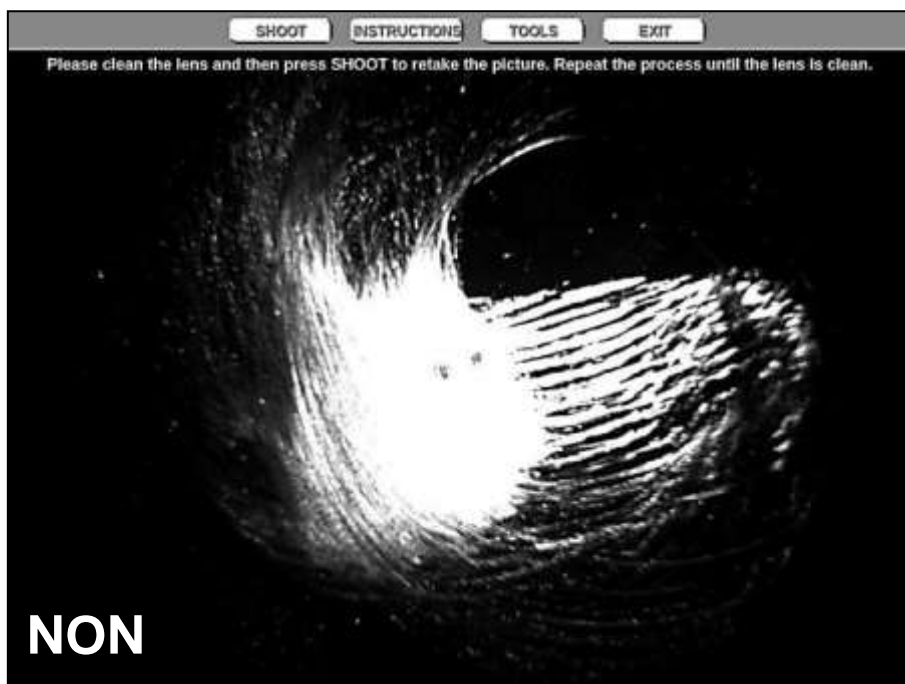 SHOOT INSTRUCTIONS TOOLS EXIT
Please clean the lens and then press SHOOT to retake the picture. Repeat the process until the lens is clean.
NON